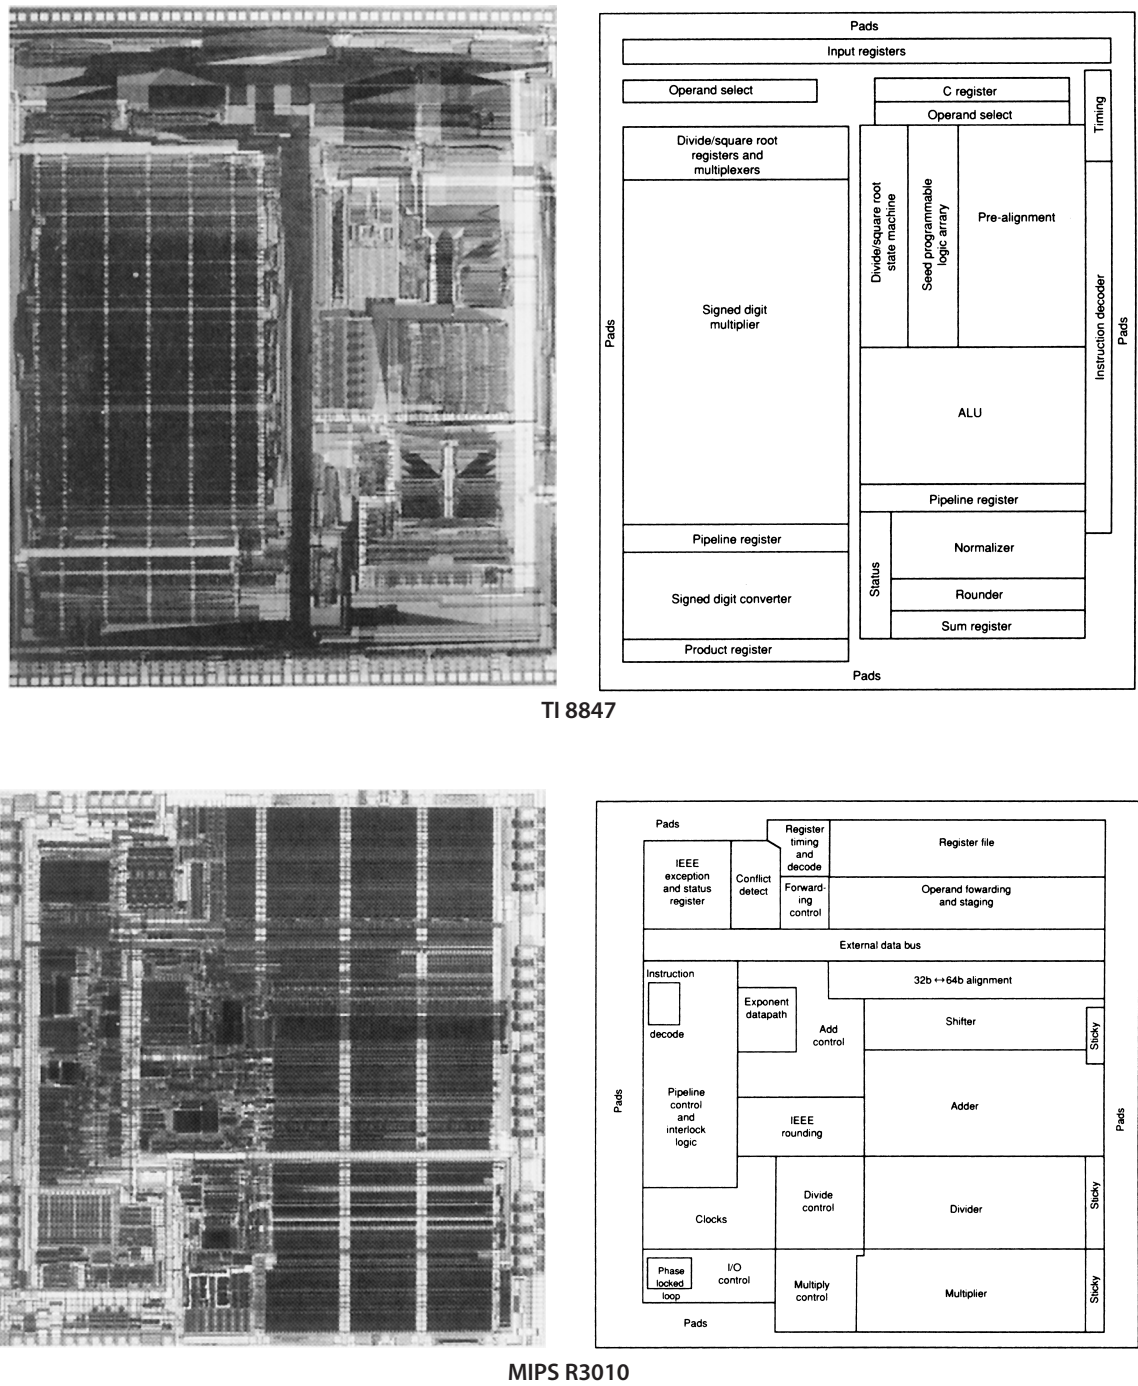 Pads
Input registers
Operand select
C register
Operand select
Timing
Divide/square root
registers and
multiplexers
Divide/square root
state machine
Seed programmable
logic arrary
Pre-alignment
Signed digit
multiplier
Pads
Instruction decoder
Pads
ALU
Pipeline register
Pipeline register
Normalizer
Status
Signed digit converter
Rounder
Sum register
Product register
Pads
TI 8847
Pads
Register
timing
and
decode
Register file
IEEE
exception
and status
register
Conflict
detect
Forward-
ing
control
Operand fowarding
and staging
External data bus
Instruction
decode
32b ↔ 64b alignment
Exponent
datapath
Add
control
Shifter
Sticky
Pads
Pipeline
control
and
interlock
logic
Adder
Pads
IEEE
rounding
Clocks
Divide
control
Divider
Sticky
Phase
locked
loop
I/O
control
Multiply
control
Multiplier
Sticky
Pads
MIPS R3010